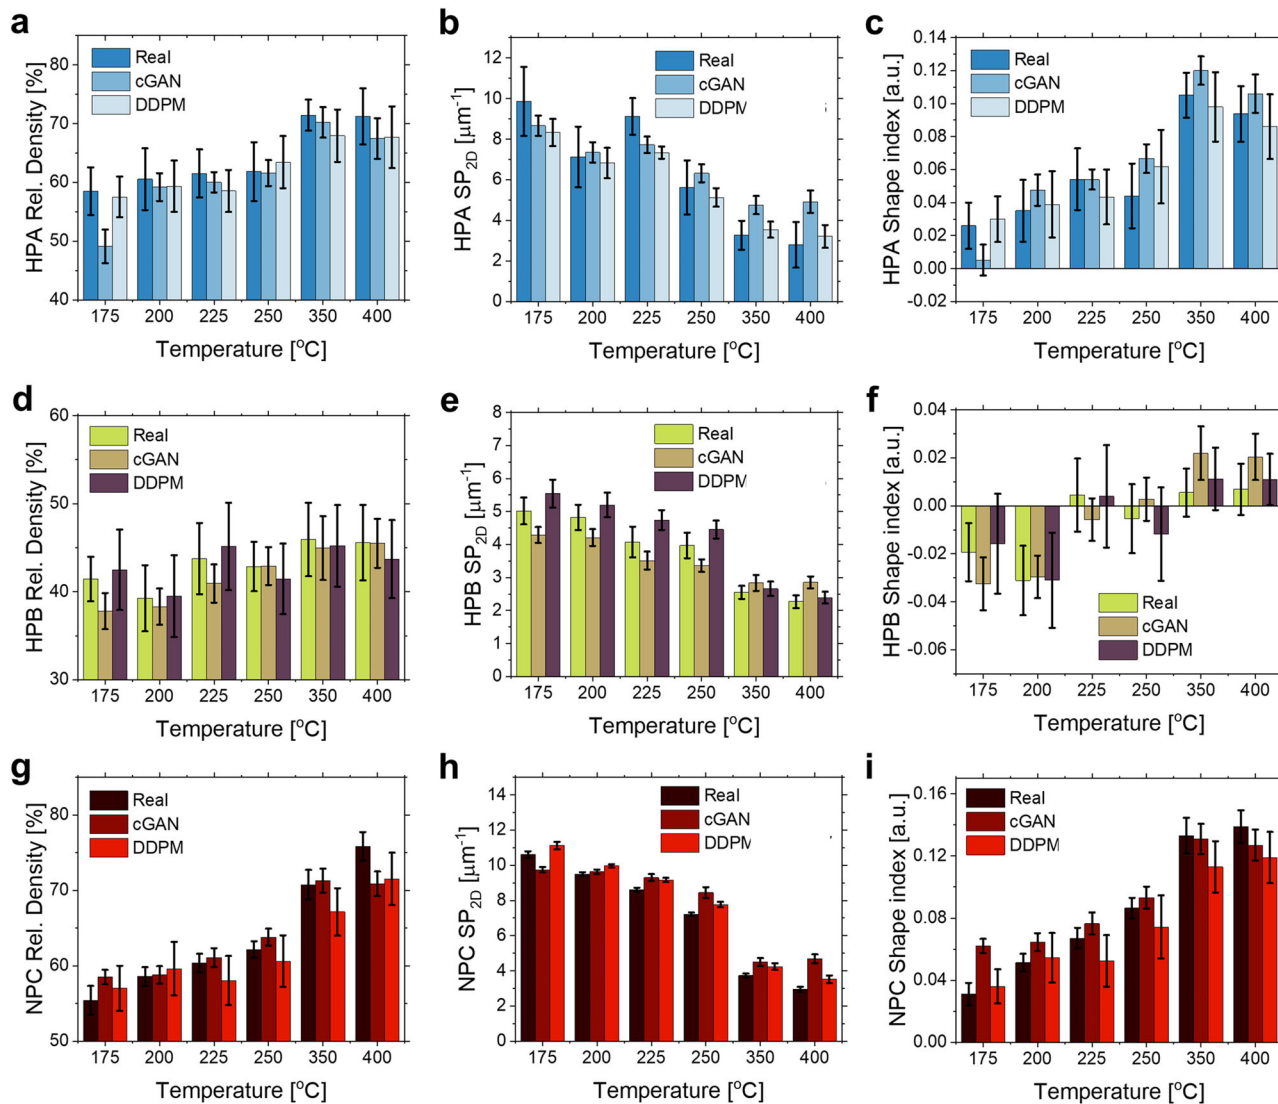 a
HPA Rel. Density [%]
80
70
60
50
40
Real
cGAN
DDPM
175 200 225 250 350 400
Temperature [°C]
b
HPA SP2D [μm-1]
12
10
8
6
4
2
0
Real
cGAN
DDPM
175 200 225 250 350 400
Temperature [°C]
c
HPA Shape index [a.u.]
0.14
0.12
0.10
0.08
0.06
0.04
0.02
0.00
-0.02
Real
cGAN
DDPM
175 200 225 250 350 400
Temperature [°C]
d
HPB Rel. Density [%]
60
50
40
30
Real
cGAN
DDPM
175 200 225 250 350 400
Temperature [°C]
e
HPB SP2D [μm-1]
8
7
6
5
4
3
2
1
0
Real
cGAN
DDPM
175 200 225 250 350 400
Temperature [°C]
f
HPB Shape index [a.u.]
0.04
0.02
0.00
-0.02
-0.04
-0.06
Real
cGAN
DDPM
175 200 225 250 350 400
Temperature [°C]
g
NPC Rel. Density [%]
80
70
60
50
Real
cGAN
DDPM
175 200 225 250 350 400
Temperature [°C]
h
NPC SP2D [μm-1]
14
12
10
8
6
4
2
0
Real
cGAN
DDPM
175 200 225 250 350 400
Temperature [°C]
i
NPC Shape index [a.u.]
0.16
0.12
0.08
0.04
0.00
Real
cGAN
DDPM
175 200 225 250 350 400
Temperature [°C]